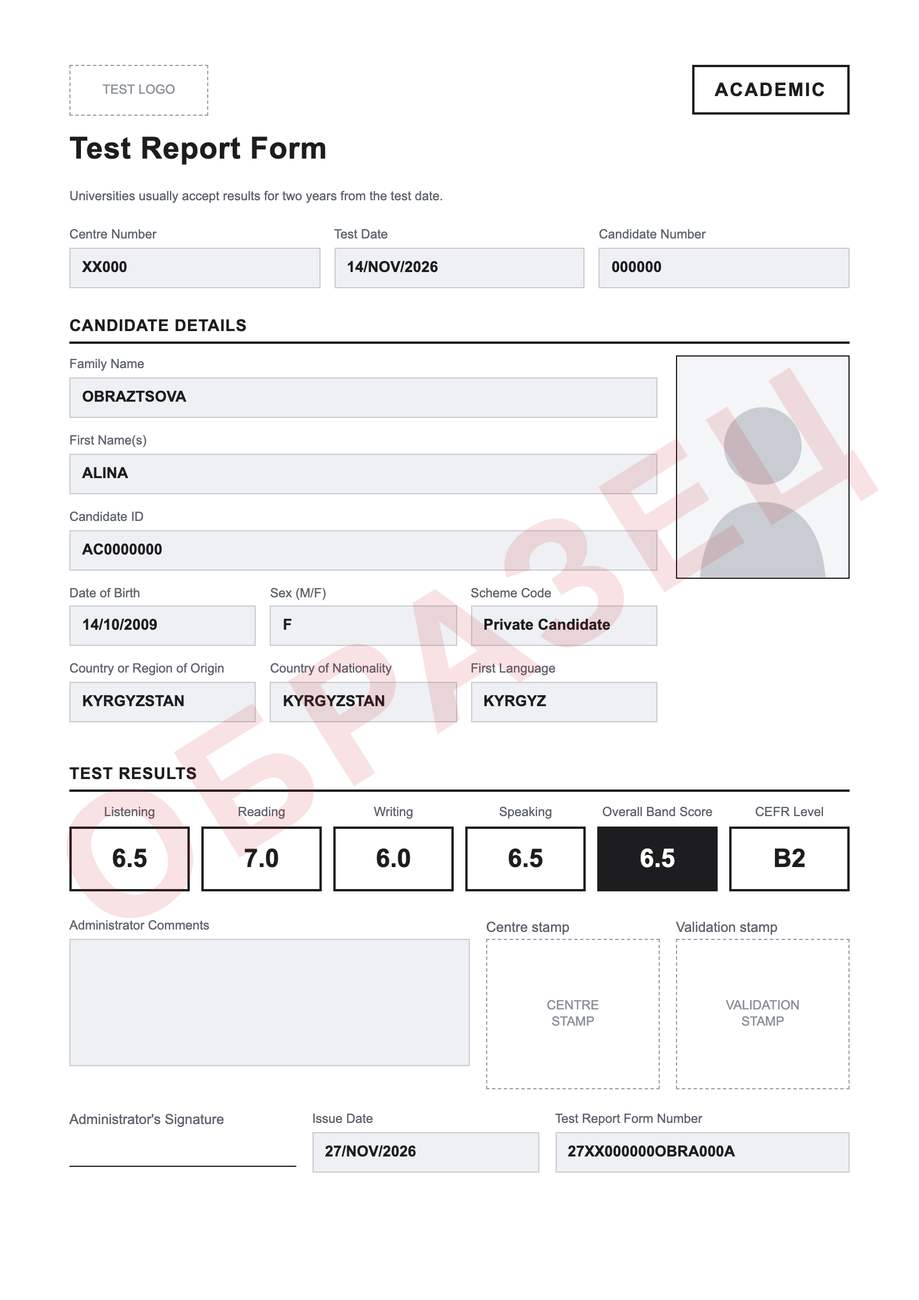 TEST LOGO
ACADEMIC
Test Report Form
Universities usually accept results for two years from the test date.
Centre Number Test Date Candidate Number
XX000 14/NOV/2026 000000
CANDIDATE DETAILS
Family Name
OBRAZTSOVA
First Name(s)
ALINA
Candidate ID
AC0000000
Date of Birth Sex (M/F) Scheme Code
14/10/2009 F Private Candidate
Country or Region of Origin Country of Nationality First Language
KYRGYZSTAN KYRGYZSTAN KYRGYZ
TEST RESULTS
Listening Reading Writing Speaking Overall Band Score CEFR Level
6.5 7.0 6.0 6.5 6.5 B2
Administrator Comments Centre stamp Validation stamp
CENTRE VALIDATION
STAMP STAMP
Administrator's Signature Issue Date Test Report Form Number
27/NOV/2026 27XX000000OBRA000A
ОБРАЗЕЦ